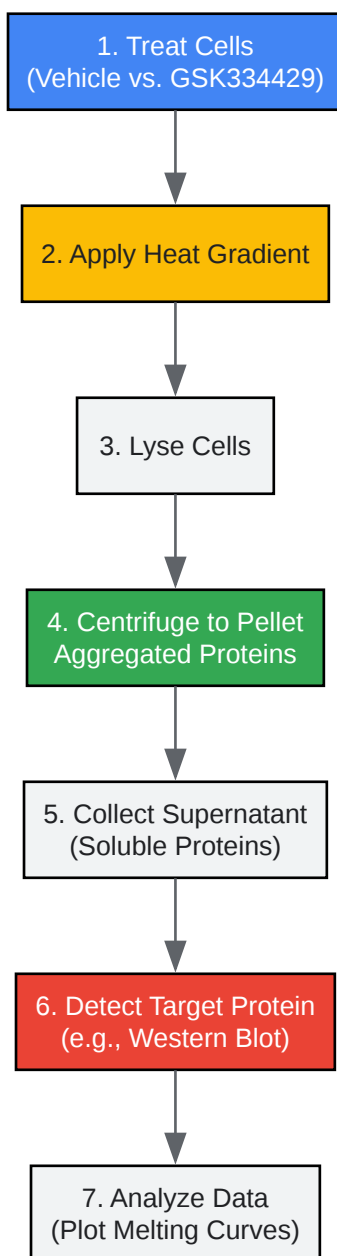 1. Treat Cells
(Vehicle vs. GSK334429)
2. Apply Heat Gradient
3. Lyse Cells
4. Centrifuge to Pellet
Aggregated Proteins
5. Collect Supernatant
(Soluble Proteins)
6. Detect Target Protein
(e.g., Western Blot)
7. Analyze Data
(Plot Melting Curves)